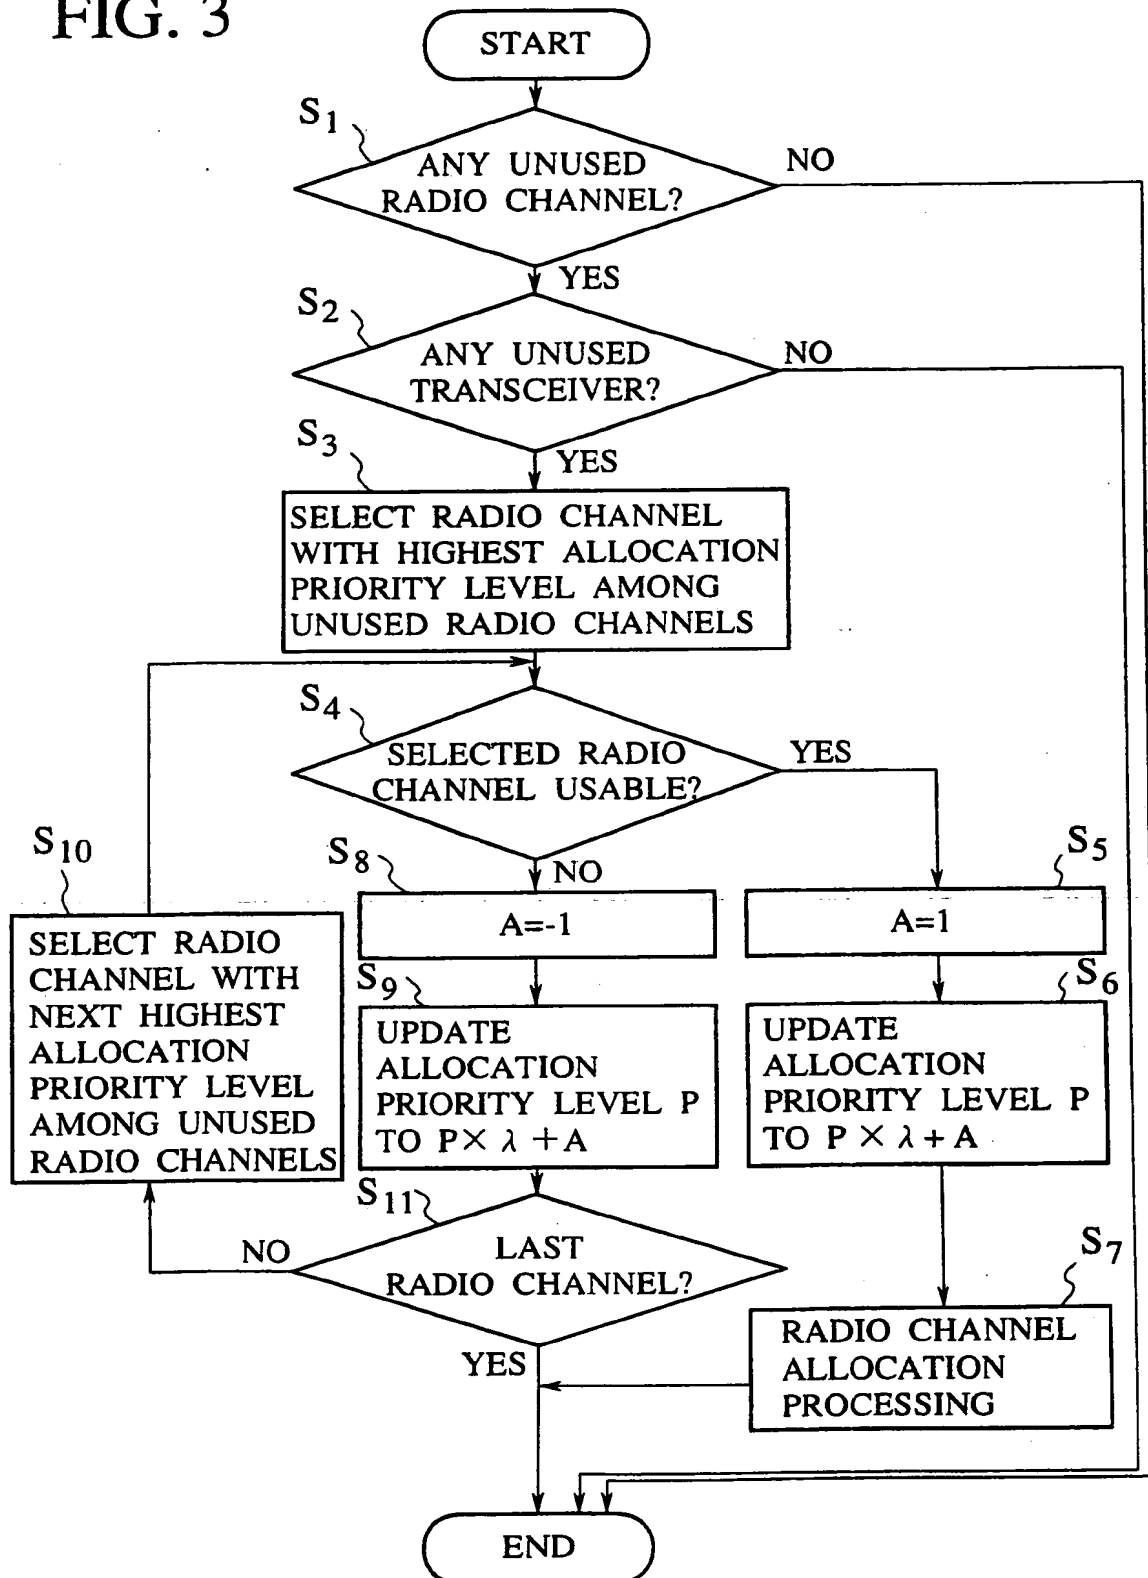 FIG. 3
START
S1
ANY UNUSED
RADIO CHANNEL?
NO
YES
S2
ANY UNUSED
TRANSCEIVER?
NO
YES
S3
SELECT RADIO CHANNEL
WITH HIGHEST ALLOCATION
PRIORITY LEVEL AMONG
UNUSED RADIO CHANNELS
S4
SELECTED RADIO
CHANNEL USABLE?
YES
NO
S5
A=1
S6
UPDATE
ALLOCATION
PRIORITY LEVEL P
TO P × λ + A
S7
RADIO CHANNEL
ALLOCATION
PROCESSING
S8
A=-1
S9
UPDATE
ALLOCATION
PRIORITY LEVEL P
TO P× λ +A
S10
SELECT RADIO
CHANNEL WITH
NEXT HIGHEST
ALLOCATION
PRIORITY LEVEL
AMONG UNUSED
RADIO CHANNELS
S11
LAST
RADIO CHANNEL?
NO
YES
END